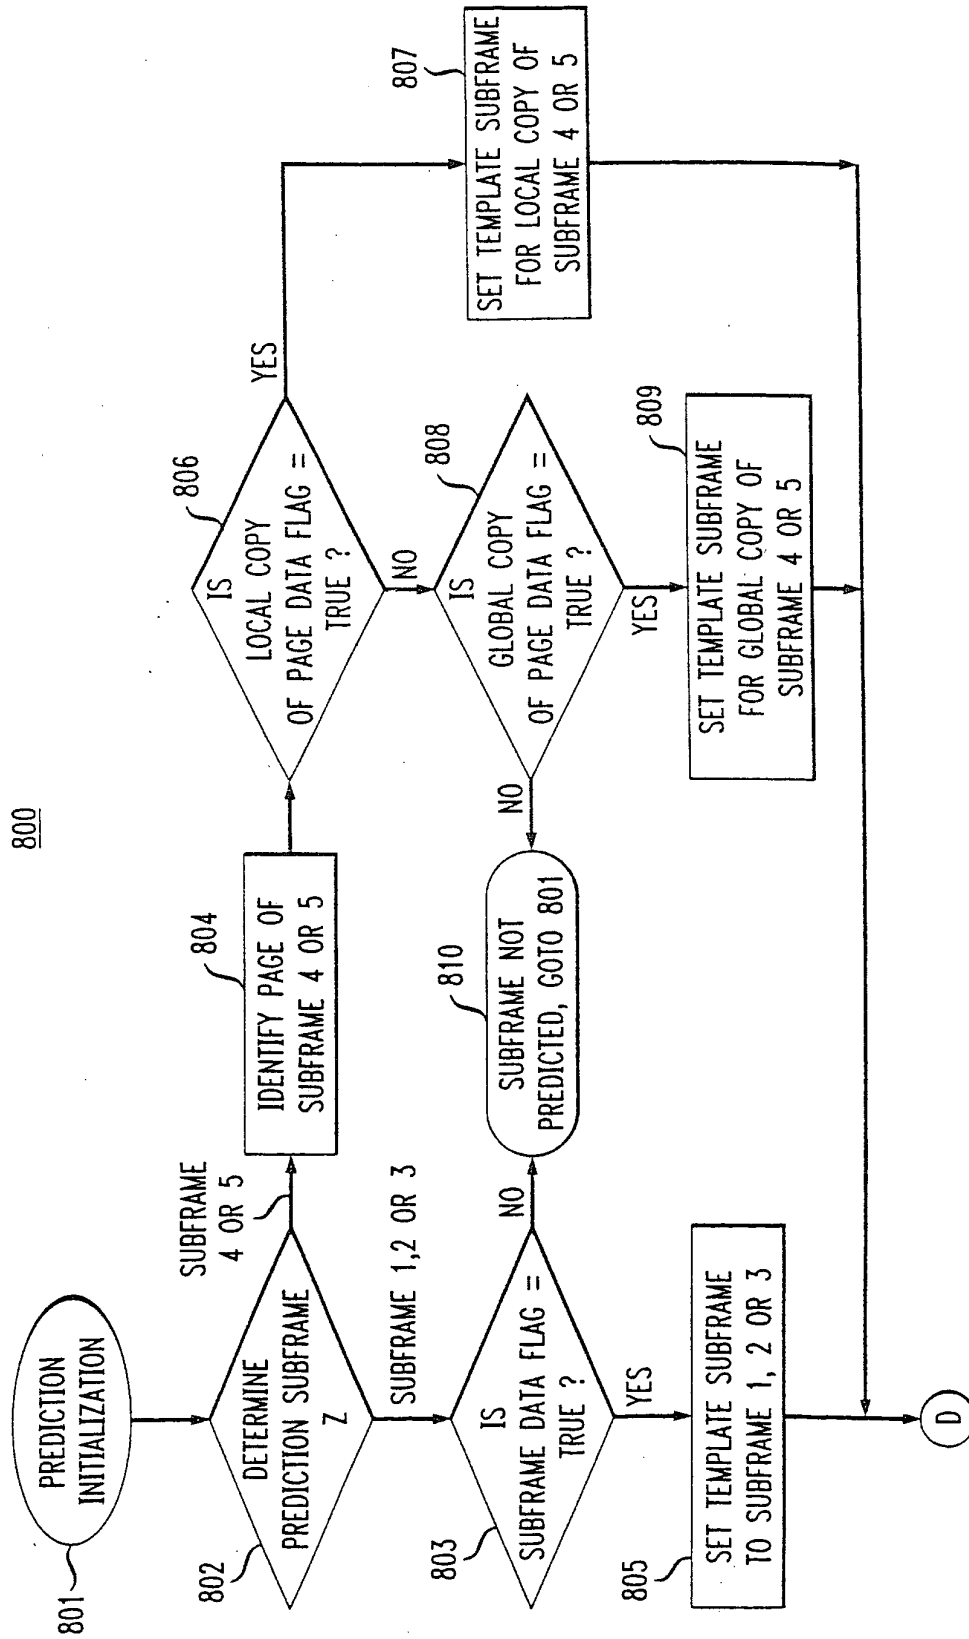 800
801
PREDICTION
INITIALIZATION
802
DETERMINE
PREDICTION SUBFRAME
Z
SUBFRAME
4 OR 5
SUBFRAME 1,2 OR 3
804
IDENTIFY PAGE OF
SUBFRAME 4 OR 5
806
IS
LOCAL COPY
OF PAGE DATA FLAG =
TRUE ?
YES
NO
807
SET TEMPLATE SUBFRAME
FOR LOCAL COPY OF
SUBFRAME 4 OR 5
803
IS
SUBFRAME DATA FLAG =
TRUE ?
NO
YES
810
SUBFRAME NOT
PREDICTED, GOTO 801
NO
808
IS
GLOBAL COPY
OF PAGE DATA FLAG =
TRUE ?
YES
805
SET TEMPLATE SUBFRAME
TO SUBFRAME 1, 2 OR 3
809
SET TEMPLATE SUBFRAME
FOR GLOBAL COPY OF
SUBFRAME 4 OR 5
D